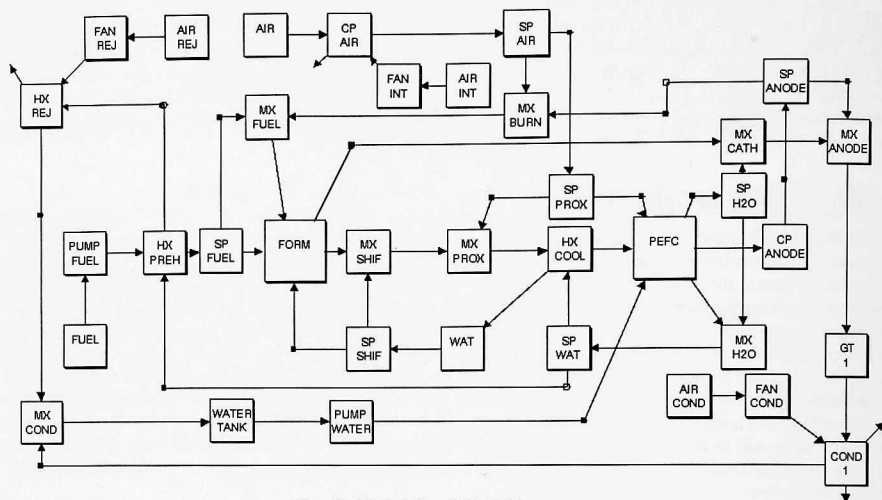 FAN
REJ
AIR
REJ
AIR
CP
AIR
SP
AIR
FAN
INT
AIR
INT
SP
ANODE
HX
REJ
MX
FUEL
MX
BURN
MX
CATH
MX
ANODE
SP
PROX
SP
H2O
PUMP
FUEL
HX
PREH
SP
FUEL
FORM
MX
SHIF
MX
PROX
HX
COOL
PEFC
CP
ANODE
FUEL
SP
SHIF
WAT
SP
WAT
MX
H2O
GT
1
AIR
COND
FAN
COND
MX
COND
WATER
TANK
PUMP
WATER
COND
1